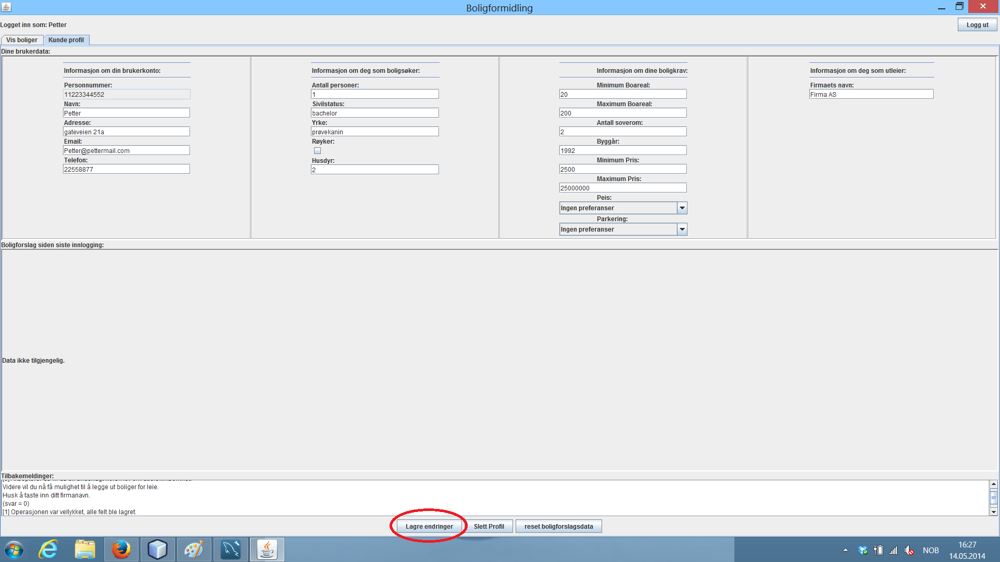 Boligformidling
Logget inn som: Petter
Logg ut
Vis boliger
Kunde profil
Dine brukerdata:
Informasjon om din brukerkonto:
Personnummer:
11223344552
Navn:
Petter
Adresse:
gateveien 21a
Email:
Petter@pettermail.com
Telefon:
22558877
Informasjon om deg som boligsøker:
Antall personer:
1
Sivilstatus:
bachelor
Yrke:
prøvekanin
Røyker:
Husdyr:
2
Informasjon om dine boligkrav:
Minimum Boareal:
20
Maximum Boareal:
200
Antall soverom:
2
Byggår:
1992
Minimum Pris:
2500
Maximum Pris:
25000000
Peis:
Ingen preferanser
Parkering:
Ingen preferanser
Informasjon om deg som utleier:
Firmaets navn:
Firma AS
Boligforslag siden siste innlogging:
Data ikke tilgjengelig.
Tilbakemeldinger:
Videre vil du nå få mulighet til å legge ut boliger for leie.
Husk å taste inn ditt firmanavn.
(svar = 0)
[1] Operasjonen var vellykket, alle felt ble lagret.
Lagre endringer
Slett Profil
reset boligforslagsdata
NOB
16:27
14.05.2014